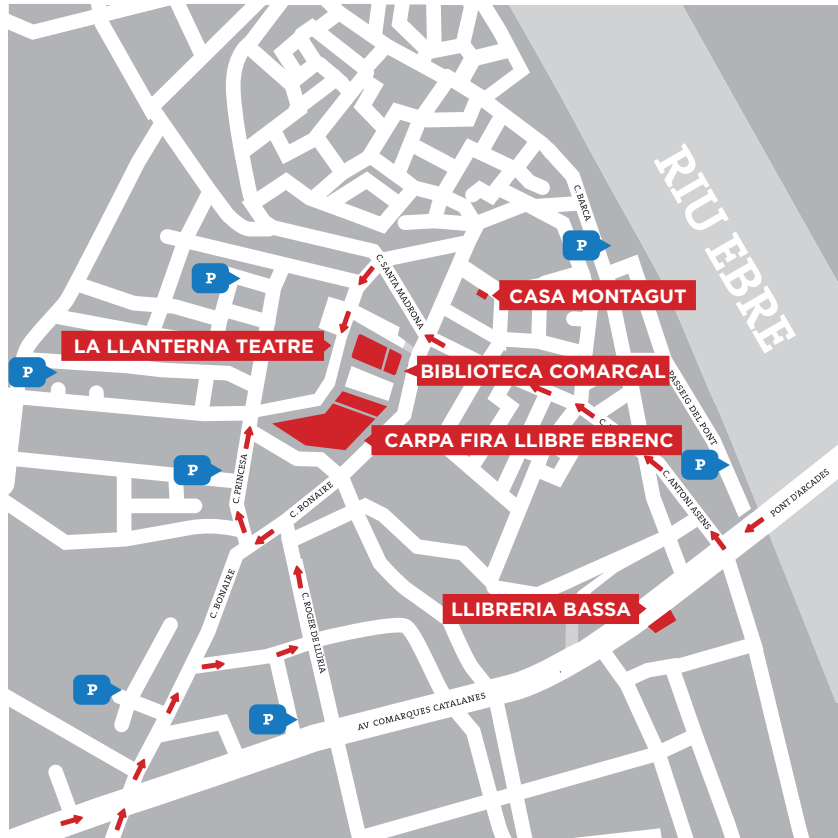 RIU EBRE
C. BARCA
P
C. SANTA MADRONA
P
CASA MONTAGUT
LA LLANTERNA TEATRE
BIBLIOTECA COMARCAL
P
PASSEIG DEL PONT
CARPA FIRA LLIBRE EBRENC
P
P
C. PRINCESA
C. BONAIRE
C. ANTONI ASENS
PONT D'ARCADES
C. BONAIRE
C. ROGER DE LLÚRIA
LLIBRERIA BASSA
P
P
AV COMARQUES CATALANES